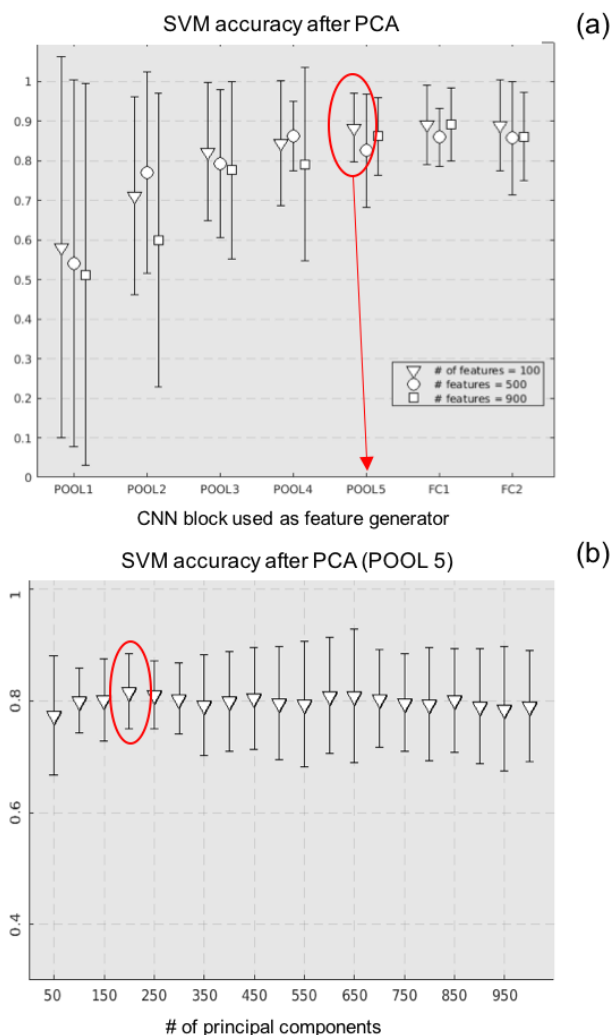 SVM accuracy after PCA
(a)
1
0.9
0.8
0.7
0.6
0.5
0.4
0.3
0.2
0.1
0
# of features = 100
# features = 500
# features = 900
POOL1 POOL2 POOL3 POOL4 POOL5 FC1 FC2
CNN block used as feature generator
(b)
SVM accuracy after PCA (POOL 5)
1
0.8
0.6
0.4
50 150 250 350 450 550 650 750 850 950
# of principal components